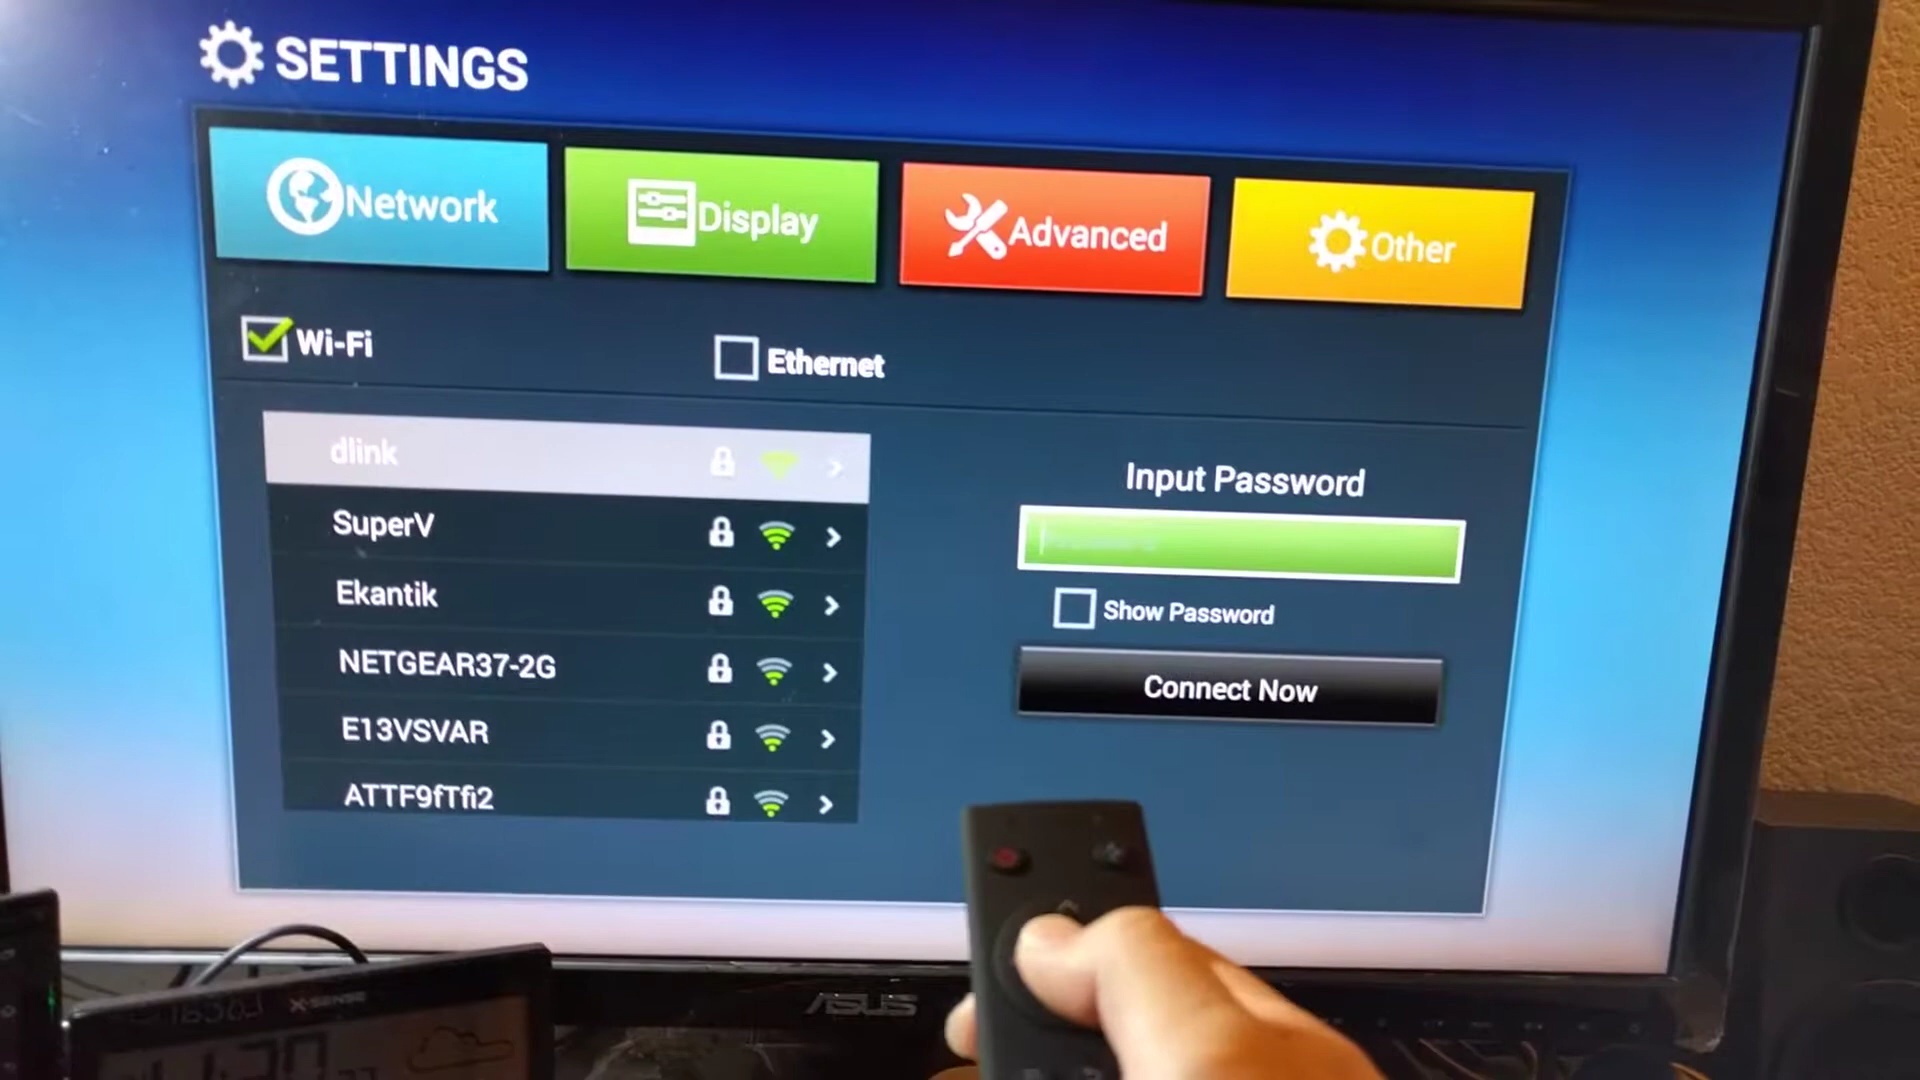 SETTINGS
Network
Display
Advanced
Other
Wi-Fi
Ethernet
dlink
SuperV
Ekantik
NETGEAR37-2G
E13VSVAR
ATTF9fTfi2
Input Password
Show Password
Connect Now
ASUS
X-SENSE